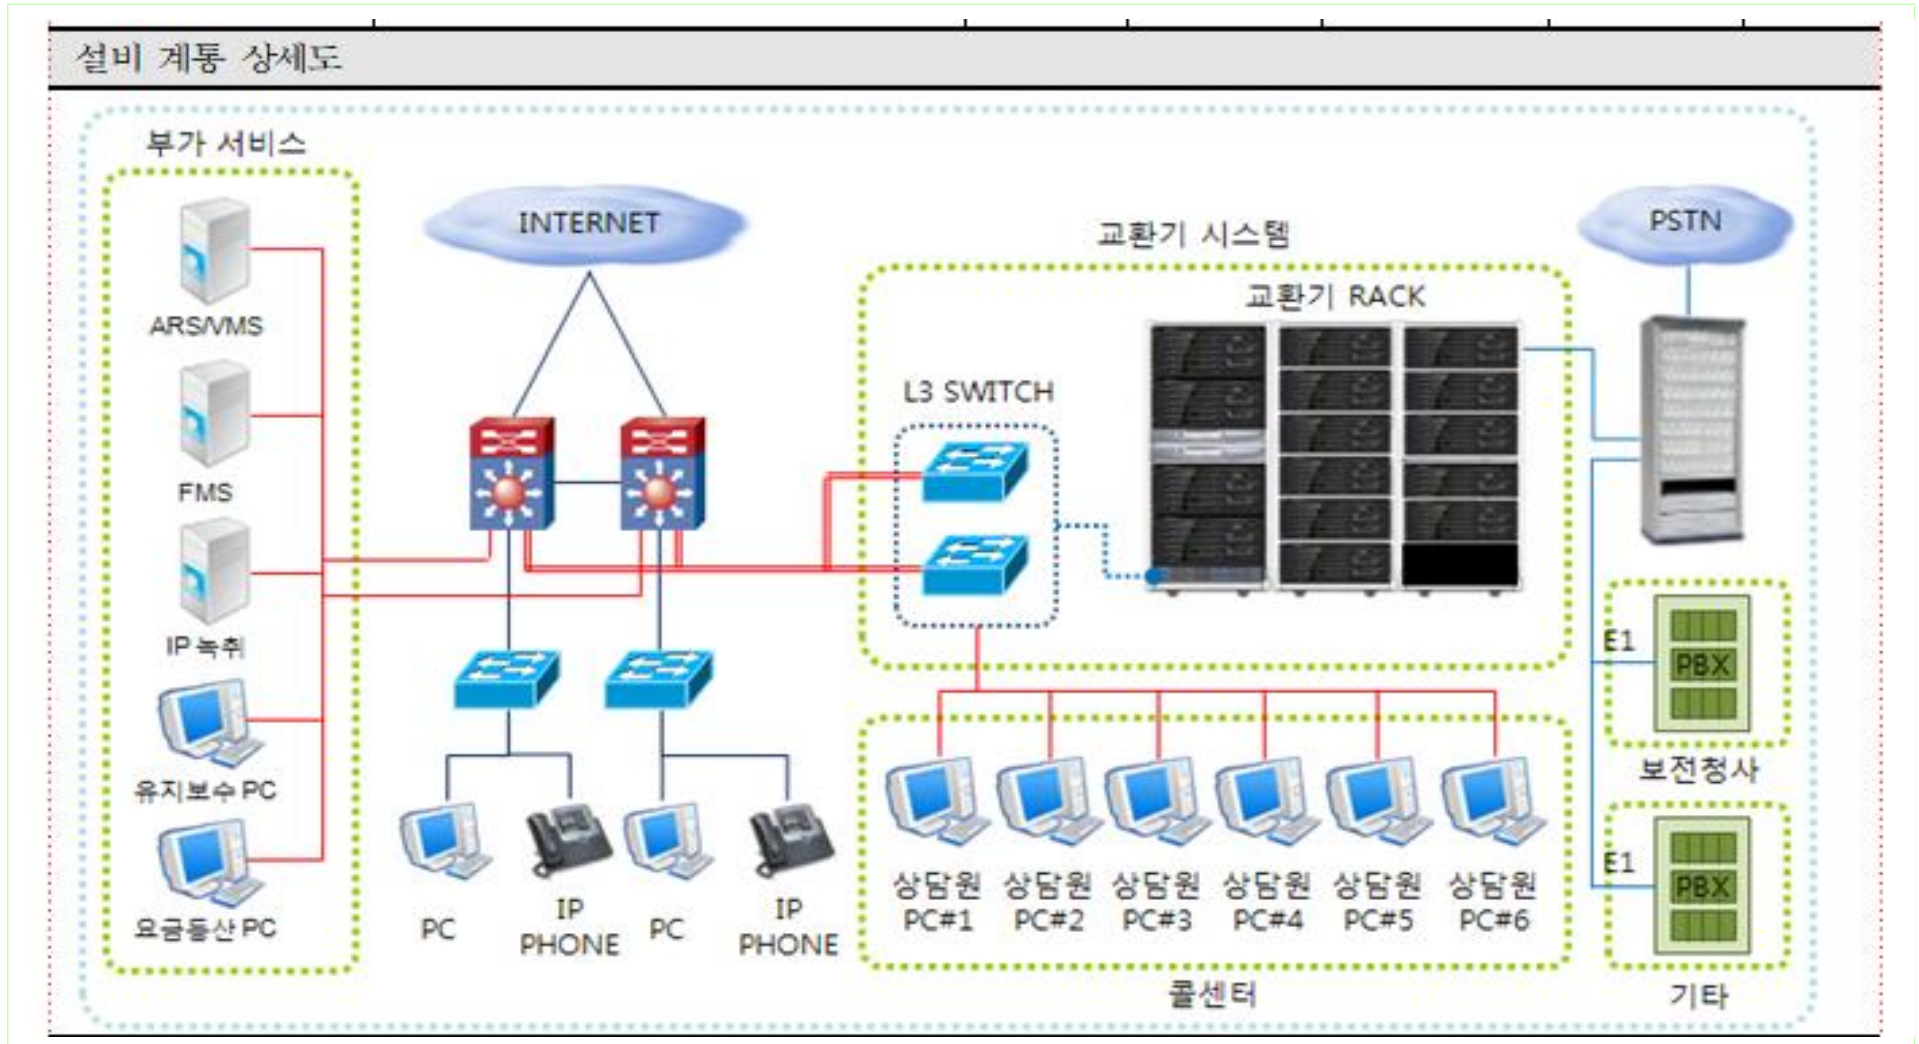 설비 계통 상세도
부가 서비스
ARS/VMS
FMS
IP 녹취
유지보수 PC
요금등산 PC
INTERNET
PC
IP
PHONE
PC
IP
PHONE
교환기 시스템
교환기 RACK
L3 SWITCH
상담원
PC#1
상담원
PC#2
상담원
PC#3
상담원
PC#4
상담원
PC#5
상담원
PC#6
콜센터
PSTN
E1
PBX
보전청사
E1
PBX
기타